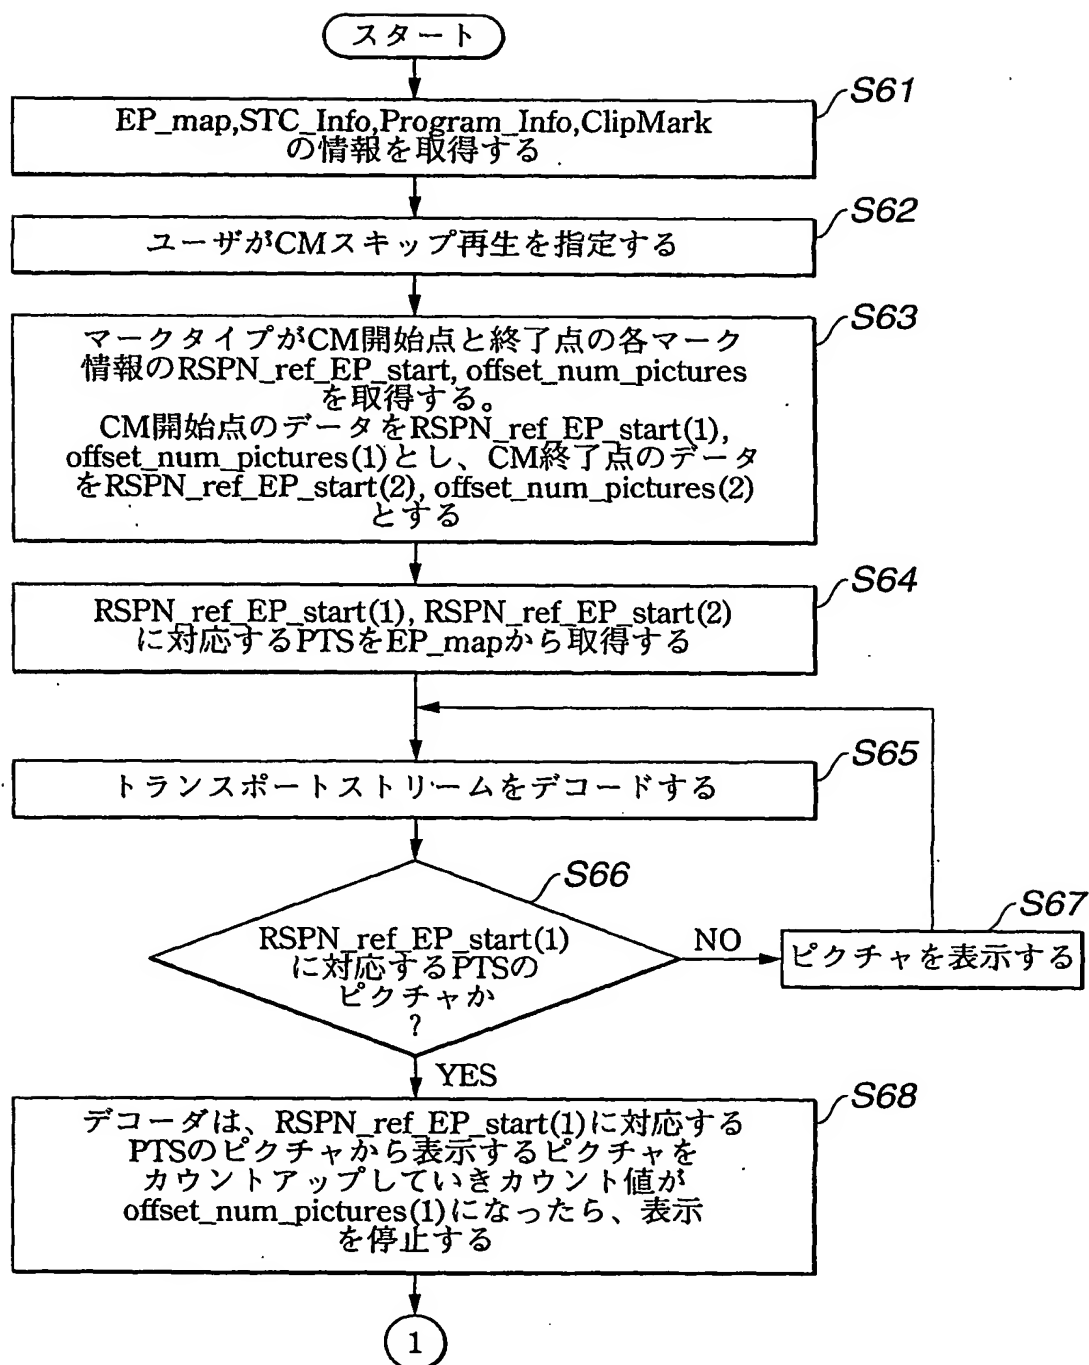 スタート
S61
EP_map,STC_Info,Program_Info,ClipMark
の情報を取得する
S62
ユーザがCMスキップ再生を指定する
S63
マークタイプがCM開始点と終了点の各マーク
情報のRSPN_ref_EP_start, offset_num_pictures
を取得する。
CM開始点のデータをRSPN_ref_EP_start(1),
offset_num_pictures(1)とし、CM終了点のデータ
をRSPN_ref_EP_start(2), offset_num_pictures(2)
とする
S64
RSPN_ref_EP_start(1), RSPN_ref_EP_start(2)
に対応するPTSをEP_mapから取得する
S65
トランスポートストリームをデコードする
S66
RSPN_ref_EP_start(1)
に対応するPTSの
ピクチャか
?
NO
S67
ピクチャを表示する
YES
S68
デコーダは、RSPN_ref_EP_start(1)に対応する
PTSのピクチャから表示するピクチャを
カウントアップしていきカウント値が
offset_num_pictures(1)になったら、表示
を停止する
1